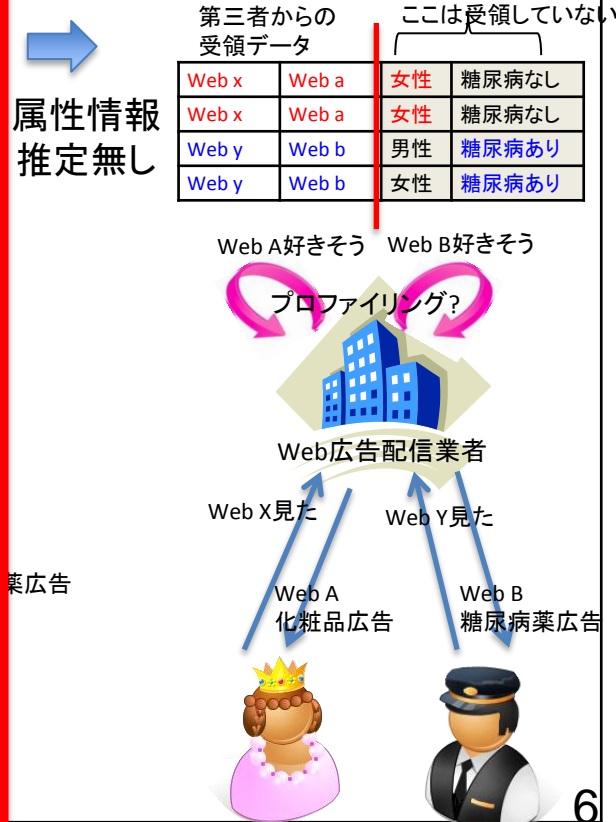 第三者からの
受領データ
ここは受領していない
属性情報
推定無し
Web x Web a 女性 糖尿病なし
Web x Web a 女性 糖尿病なし
Web y Web b 男性 糖尿病あり
Web y Web b 女性 糖尿病あり
Web A好きそう Web B好きそう
プロファイリング?
Web広告配信業者
Web X見た Web Y見た
薬広告
Web A
化粧品広告
Web B
糖尿病薬広告
6